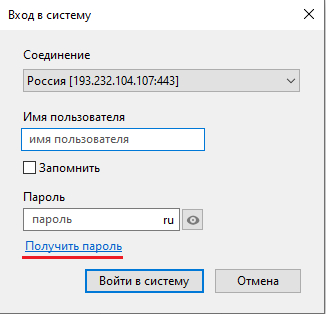 Вход в систему
Соединение
Россия [193.232.104.107:443]
Имя пользователя
имя пользователя
Запомнить
Пароль
пароль ru
Получить пароль
Войти в систему Отмена